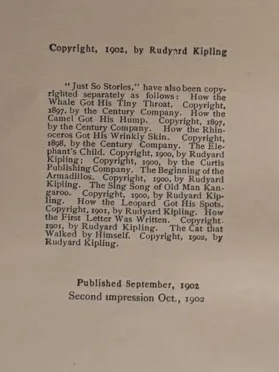 Copyright, 1902, by Rudyard Kipling
"Just So Stories," have also been copy-
righted separately as follows: How the
Whale Got His Tiny Throat. Copyright,
1897, by the Century Company. How the
Camel Got His Hump. Copyright, 1897,
by the Century Company. How the Rhin-
oceros Got His Wrinkly Skin. Copyright,
1898, by the Century Company. The Ele-
phant's Child. Copyright, 1900, by Rudyard
Kipling; Copyright, 1900, by the Curtis
Publishing Company. The Beginning of the
Armadillos. Copyright, 1900, by Rudyard
Kipling. The Sing Song of Old Man Kan-
garoo. Copyright, 1900, by Rudyard Kip-
ling. How the Leopard Got His Spots.
Copyright, 1901, by Rudyard Kipling. How
the First Letter Was Written. Copyright
1901, by Rudyard Kipling. The Cat that
Walked by Himself. Copyright, 1902, by
Rudyard Kipling.
Published September, 1902
Second impression Oct., 1902